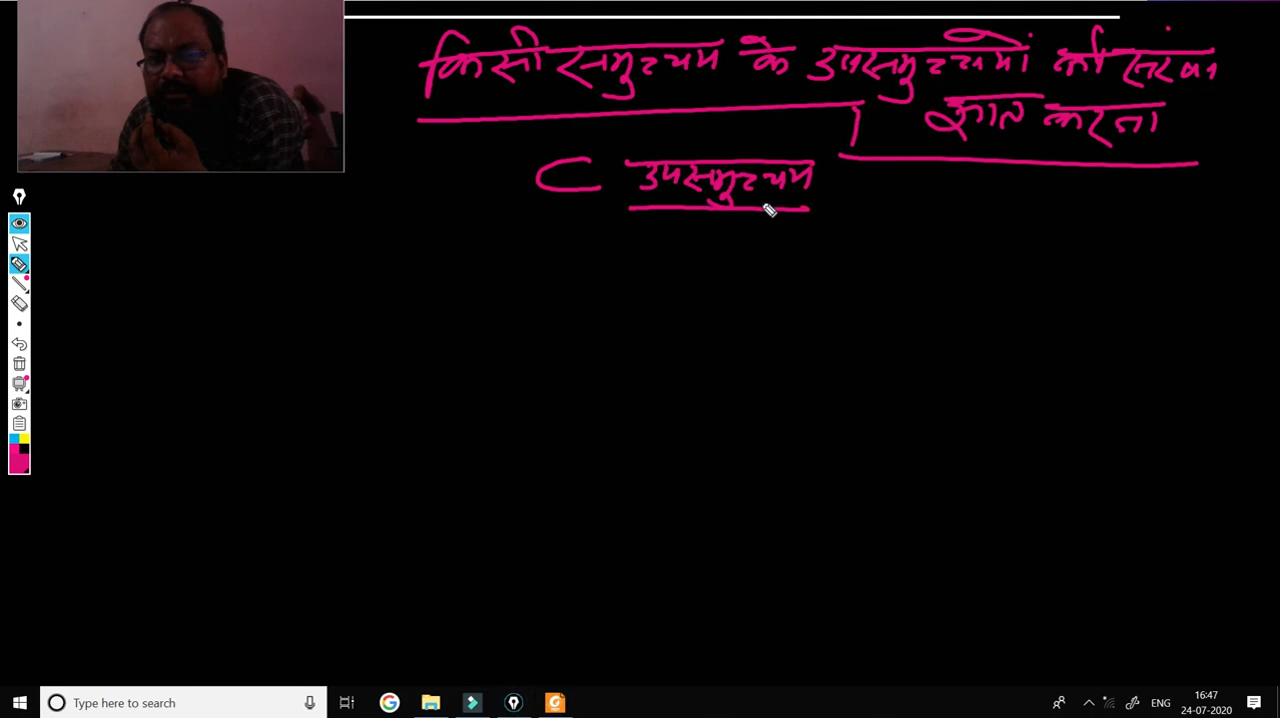 किसी समुच्चय के उपसमुच्चयों की संख्या
ज्ञात करना
⊂ उपसमुच्चय
Type here to search
ENG
16:47
24-07-2020